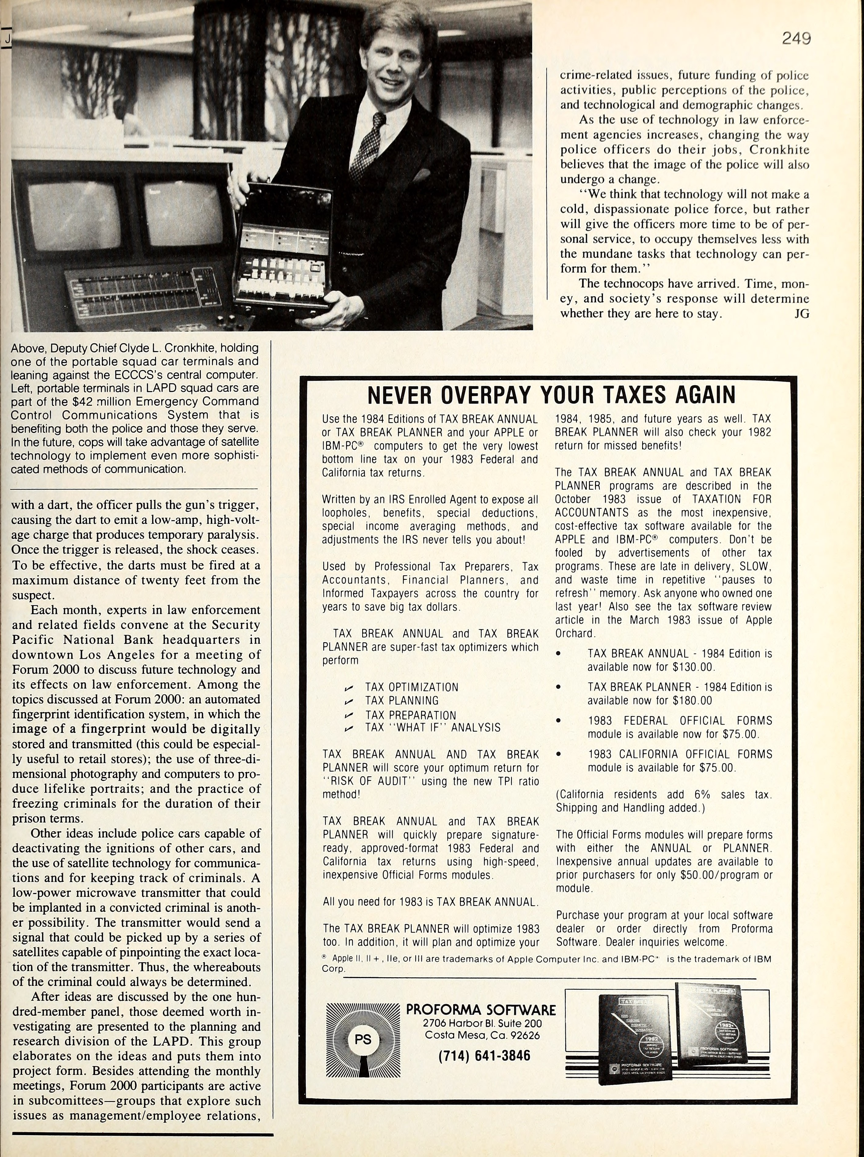 J
249
crime-related issues, future funding of police
activities, public perceptions of the police,
and technological and demographic changes.
As the use of technology in law enforce-
ment agencies increases, changing the way
police officers do their jobs, Cronkhite
believes that the image of the police will also
undergo a change.
"We think that technology will not make a
cold, dispassionate police force, but rather
will give the officers more time to be of per-
sonal service, to occupy themselves less with
the mundane tasks that technology can per-
form for them."
The technocops have arrived. Time, mon-
ey, and society's response will determine
whether they are here to stay. JG
Above, Deputy Chief Clyde L. Cronkhite, holding
one of the portable squad car terminals and
leaning against the ECCCS's central computer.
Left, portable terminals in LAPD squad cars are
part of the $42 million Emergency Command
Control Communications System that is
benefiting both the police and those they serve.
In the future, cops will take advantage of satellite
technology to implement even more sophisti-
cated methods of communication.
with a dart, the officer pulls the gun's trigger,
causing the dart to emit a low-amp, high-volt-
age charge that produces temporary paralysis.
Once the trigger is released, the shock ceases.
To be effective, the darts must be fired at a
maximum distance of twenty feet from the
suspect.
Each month, experts in law enforcement
and related fields convene at the Security
Pacific National Bank headquarters in
downtown Los Angeles for a meeting of
Forum 2000 to discuss future technology and
its effects on law enforcement. Among the
topics discussed at Forum 2000: an automated
fingerprint identification system, in which the
image of a fingerprint would be digitally
stored and transmitted (this could be especial-
ly useful to retail stores); the use of three-di-
mensional photography and computers to pro-
duce lifelike portraits; and the practice of
freezing criminals for the duration of their
prison terms.
Other ideas include police cars capable of
deactivating the ignitions of other cars, and
the use of satellite technology for communica-
tions and for keeping track of criminals. A
low-power microwave transmitter that could
be implanted in a convicted criminal is anoth-
er possibility. The transmitter would send a
signal that could be picked up by a series of
satellites capable of pinpointing the exact loca-
tion of the transmitter. Thus, the whereabouts
of the criminal could always be determined.
After ideas are discussed by the one hun-
dred-member panel, those deemed worth in-
vestigating are presented to the planning and
research division of the LAPD. This group
elaborates on the ideas and puts them into
project form. Besides attending the monthly
meetings, Forum 2000 participants are active
in subcomittees—groups that explore such
issues as management/employee relations,
NEVER OVERPAY YOUR TAXES AGAIN
Use the 1984 Editions of TAX BREAK ANNUAL
or TAX BREAK PLANNER and your APPLE or
IBM-PC® computers to get the very lowest
bottom line tax on your 1983 Federal and
California tax returns.
Written by an IRS Enrolled Agent to expose all
loopholes, benefits, special deductions,
special income averaging methods, and
adjustments the IRS never tells you about!
Used by Professional Tax Preparers, Tax
Accountants, Financial Planners, and
Informed Taxpayers across the country for
years to save big tax dollars.
TAX BREAK ANNUAL and TAX BREAK
PLANNER are super-fast tax optimizers which
perform
✓ TAX OPTIMIZATION
✓ TAX PLANNING
✓ TAX PREPARATION
✓ TAX "WHAT IF" ANALYSIS
TAX BREAK ANNUAL AND TAX BREAK
PLANNER will score your optimum return for
"RISK OF AUDIT" using the new TPI ratio
method!
TAX BREAK ANNUAL and TAX BREAK
PLANNER will quickly prepare signature-
ready, approved-format 1983 Federal and
California tax returns using high-speed,
inexpensive Official Forms modules.
All you need for 1983 is TAX BREAK ANNUAL.
The TAX BREAK PLANNER will optimize 1983
too. In addition, it will plan and optimize your
1984, 1985, and future years as well. TAX
BREAK PLANNER will also check your 1982
return for missed benefits!
The TAX BREAK ANNUAL and TAX BREAK
PLANNER programs are described in the
October 1983 issue of TAXATION FOR
ACCOUNTANTS as the most inexpensive,
cost-effective tax software available for the
APPLE and IBM-PC® computers. Don't be
fooled by advertisements of other tax
programs. These are late in delivery, SLOW,
and waste time in repetitive "pauses to
refresh" memory. Ask anyone who owned one
last year! Also see the tax software review
article in the March 1983 issue of Apple
Orchard.
• TAX BREAK ANNUAL - 1984 Edition is
available now for $130.00.
• TAX BREAK PLANNER - 1984 Edition is
available now for $180.00
• 1983 FEDERAL OFFICIAL FORMS
module is available now for $75.00.
• 1983 CALIFORNIA OFFICIAL FORMS
module is available for $75.00.
(California residents add 6% sales tax.
Shipping and Handling added.)
The Official Forms modules will prepare forms
with either the ANNUAL or PLANNER.
Inexpensive annual updates are available to
prior purchasers for only $50.00/program or
module.
Purchase your program at your local software
dealer or order directly from Proforma
Software. Dealer inquiries welcome.
® Apple II, II+, IIe, or III are trademarks of Apple Computer Inc. and IBM-PC® is the trademark of IBM
Corp.
PS
PROFORMA SOFTWARE
2706 Harbor Bl. Suite 200
Costa Mesa, Ca. 92626
(714) 641-3846